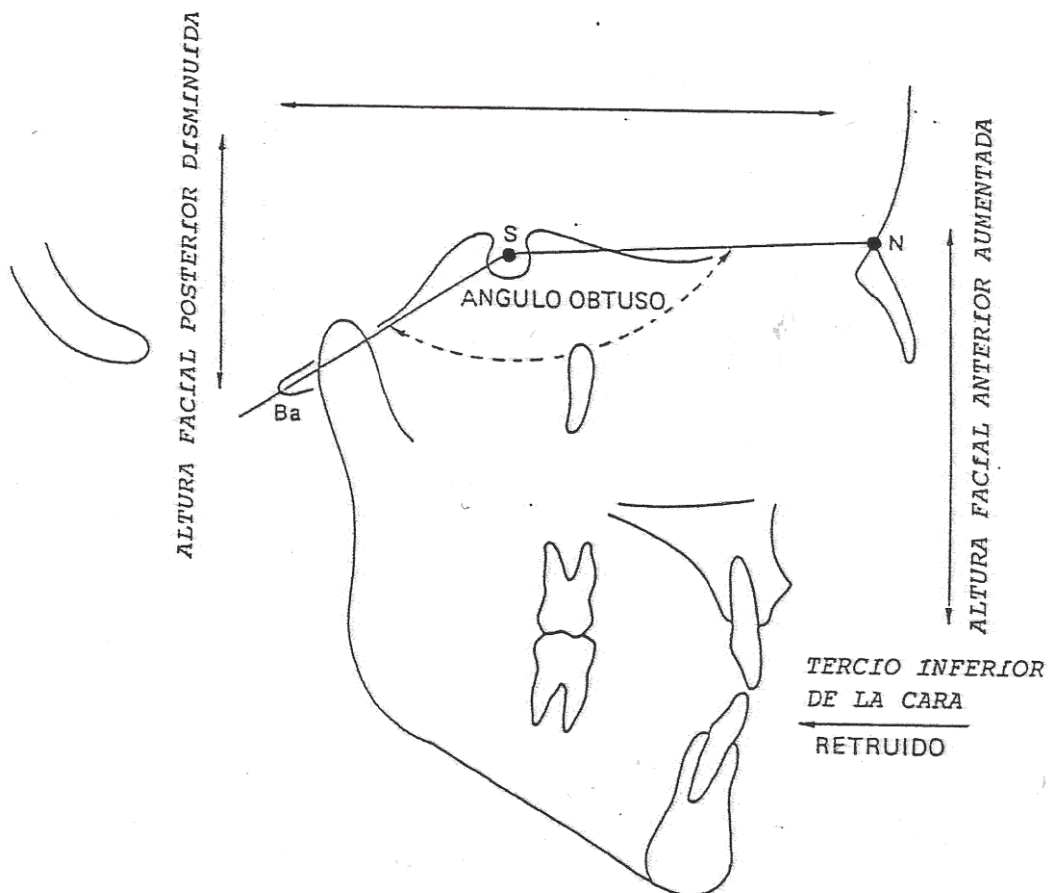 ALTURA FACIAL POSTERIOR DISMINUIDA
S
N
ANGULO OBTUSO
Ba
ALTURA FACIAL ANTERIOR AUMENTADA
TERCIO INFERIOR
DE LA CARA
RETRUIDO